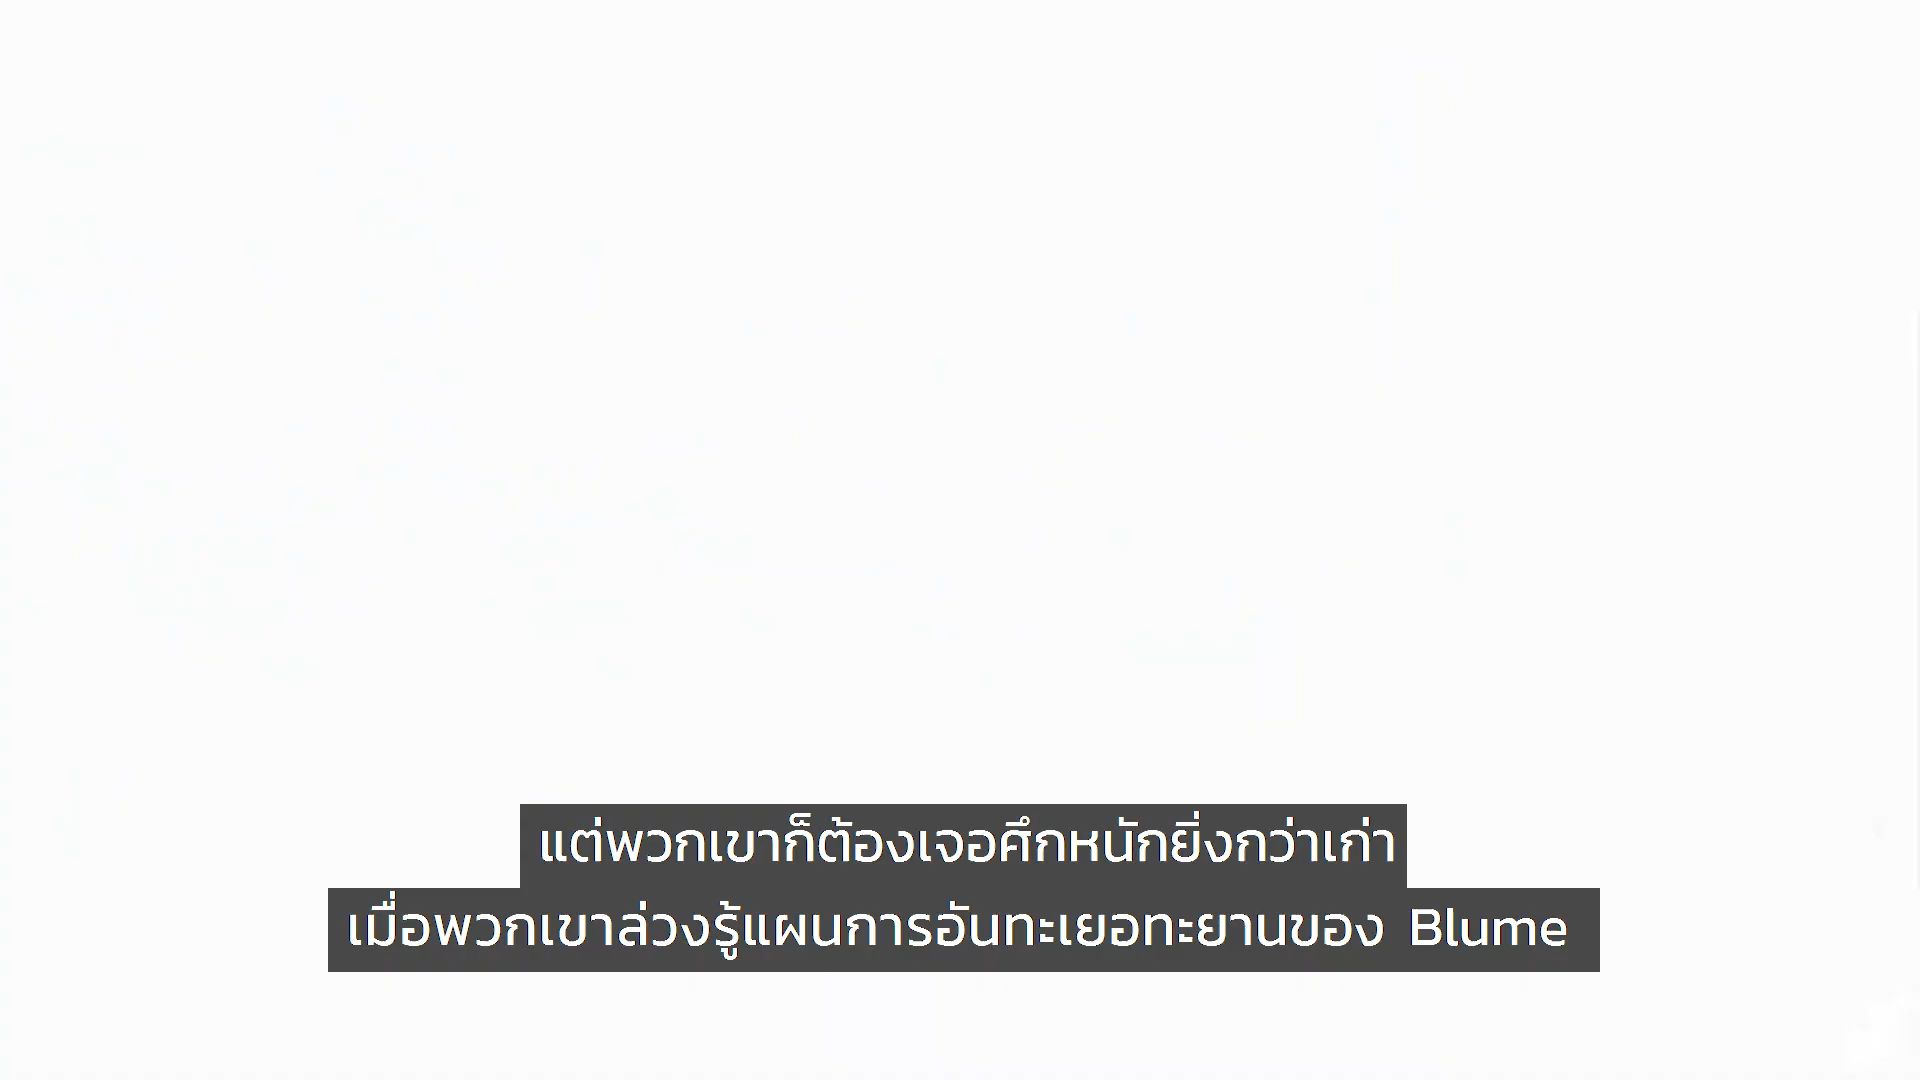 แต่พวกเขาก็ต้องเจอศึกหนักยิ่งกว่าเก่า
เมื่อพวกเขาล่วงรู้แผนการอันทะเยอทะยานของ Blume